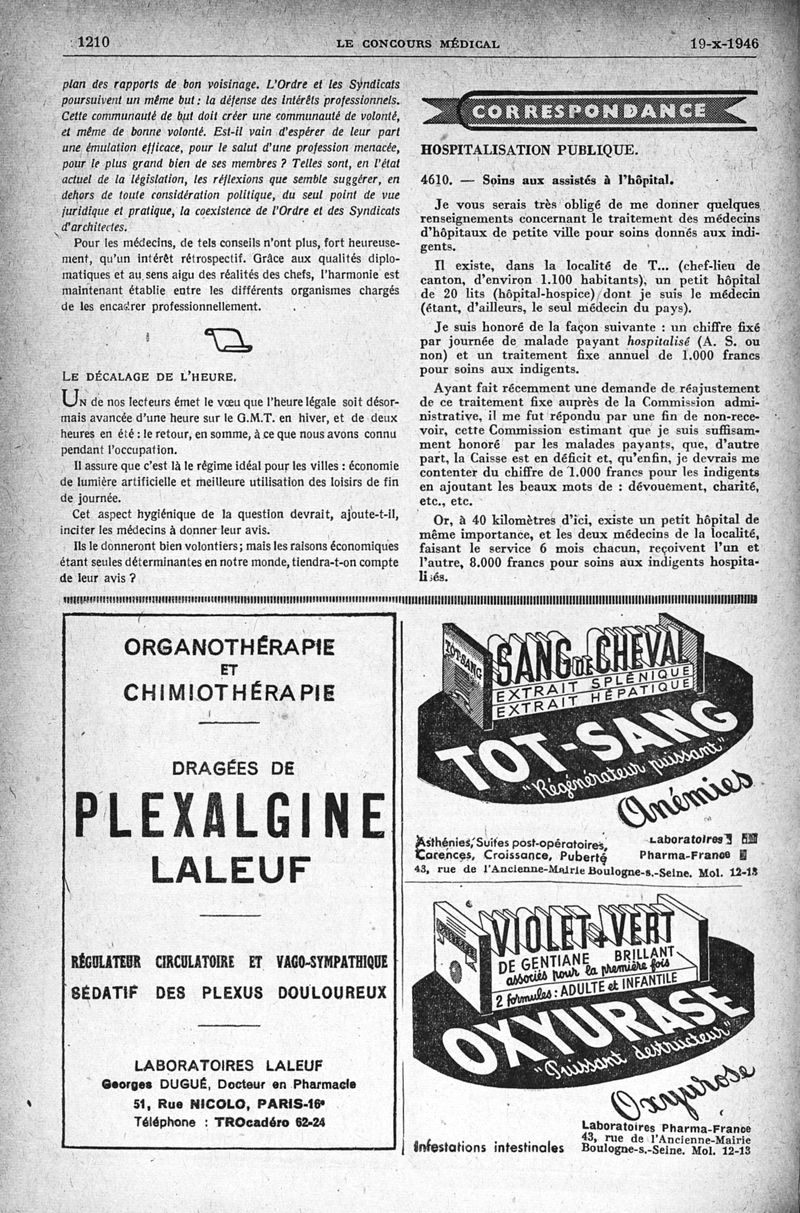 1210
LE CONCOURS MÉDICAL
19-x-1946
plan des rapports de bon voisinage. L'Ordre et les Syndicats
poursuivent un même but : la défense des intérêts professionnels.
Cette communauté de but doit créer une communauté de volonté,
et même de bonne volonté. Est-il vain d'espérer de leur part
une émulation efficace, pour le salut d'une profession menacée,
pour le plus grand bien de ses membres ? Telles sont, en l'état
actuel de la législation, les réflexions que semble suggérer, en
dehors de toute considération politique, du seul point de vue
juridique et pratique, la coexistence de l'Ordre et des Syndicats
d'architectes.
Pour les médecins, de tels conseils n'ont plus, fort heureuse-
ment, qu'un intérêt rétrospectif. Grâce aux qualités diplo-
matiques et au sens aigu des réalités des chefs, l'harmonie est
maintenant établie entre les différents organismes chargés
de les encadrer professionnellement.
LE DÉCALAGE DE L'HEURE.
UN de nos lecteurs émet le vœu que l'heure légale soit désor-
mais avancée d'une heure sur le G.M.T. en hiver, et de deux
heures en été : le retour, en somme, à ce que nous avons connu
pendant l'occupation.
Il assure que c'est là le régime idéal pour les villes : économie
de lumière artificielle et meilleure utilisation des loisirs de fin
de journée.
Cet aspect hygiénique de la question devrait, ajoute-t-il,
inciter les médecins à donner leur avis.
Ils le donneront bien volontiers ; mais les raisons économiques
étant seules déterminantes en notre monde, tiendra-t-on compte
de leur avis ?
CORRESPONDANCE
HOSPITALISATION PUBLIQUE.
4610. — Soins aux assistés à l'hôpital.
Je vous serais très obligé de me donner quelques
renseignements concernant le traitement des médecins
d'hôpitaux de petite ville pour soins donnés aux indi-
gents.
Il existe, dans la localité de T... (chef-lieu de
canton, d'environ 1.100 habitants), un petit hôpital
de 20 lits (hôpital-hospice) dont je suis le médecin
(étant, d'ailleurs, le seul médecin du pays).
Je suis honoré de la façon suivante : un chiffre fixé
par journée de malade payant hospitalisé (A. S. ou
non) et un traitement fixe annuel de 1.000 francs
pour soins aux indigents.
Ayant fait récemment une demande de réajustement
de ce traitement fixe auprès de la Commission admi-
nistrative, il me fut répondu par une fin de non-rece-
voir, cette Commission estimant que je suis suffisam-
ment honoré par les malades payants, que, d'autre
part, la Caisse est en déficit et, qu'enfin, je devrais me
contenter du chiffre de 1.000 francs pour les indigents
en ajoutant les beaux mots de : dévouement, charité,
etc., etc.
Or, à 40 kilomètres d'ici, existe un petit hôpital de
même importance, et les deux médecins de la localité,
faisant le service 6 mois chacun, reçoivent l'un et
l'autre, 8.000 francs pour soins aux indigents hospita-
lisés.
ORGANOTHÉRAPIE
ET
CHIMIOTHÉRAPIE
DRAGÉES DE
PLEXALGINE
LALEUF
RÉGULATEUR CIRCULATOIRE ET VAGO-SYMPATHIQUE
SÉDATIF DES PLEXUS DOULOUREUX
LABORATOIRES LALEUF
Georges DUGUÉ, Docteur en Pharmacie
51, Rue NICOLO, PARIS-16e
Téléphone : TROcadéro 62-24
TOT-SANG
SANG DE CHEVAL
EXTRAIT SPLÉNIQUE
EXTRAIT HÉPATIQUE
TOT-SANG
"Régénérateur puissant"
Anémies
Asthénies, Suites post-opératoires,
Carences, Croissance, Puberté
Laboratoires
Pharma-France
43, rue de l'Ancienne-Mairie Boulogne-s.-Seine. Mol. 12-13
VIOLET + VERT
DE GENTIANE BRILLANT
associés pour la première fois
2 formules : ADULTE et INFANTILE
OXYURASE
"Puissant destructeur"
Oxyurose
Infestations intestinales
Laboratoires Pharma-France
43, rue de l'Ancienne-Mairie
Boulogne-s.-Seine. Mol. 12-13